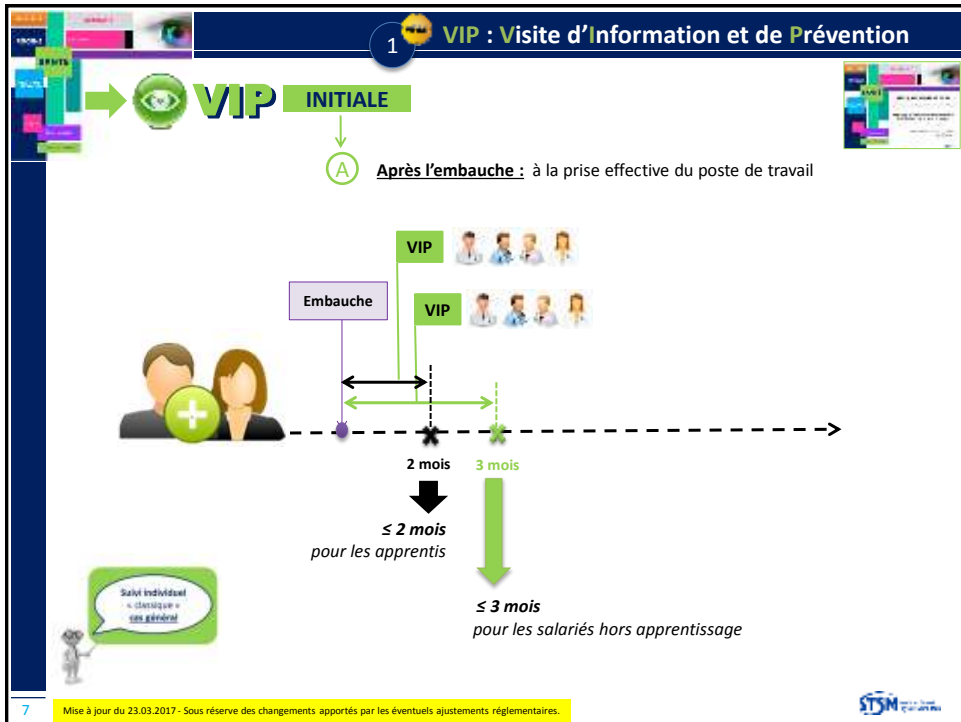 1
VIP : Visite d'Information et de Prévention
SANTE
VIP INITIALE
A
Après l'embauche : à la prise effective du poste de travail
VIP
Embauche
VIP
2 mois
3 mois
≤ 2 mois
pour les apprentis
≤ 3 mois
pour les salariés hors apprentissage
Suivi individuel
« classique »
cas général
7
Mise à jour du 23.03.2017 - Sous réserve des changements apportés par les éventuels ajustements réglementaires.
STSM